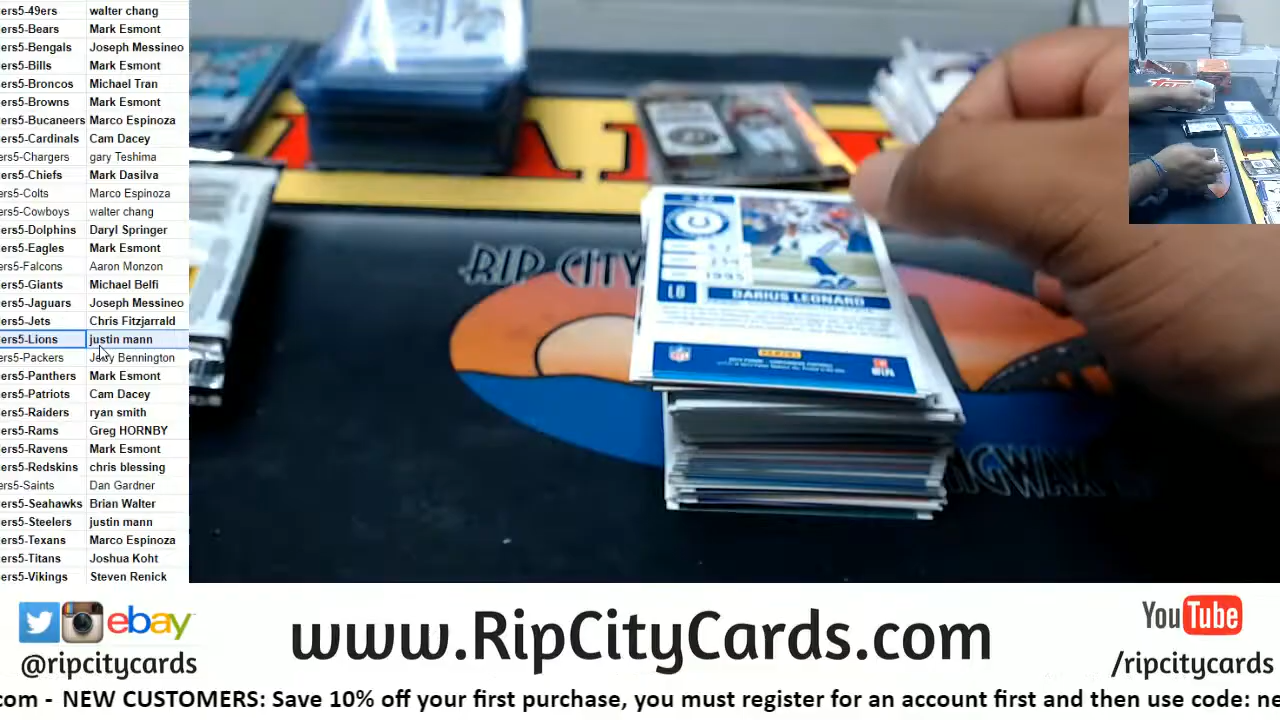 ers5-49ers walter chang
ers5-Bears Mark Esmont
ers5-Bengals Joseph Messineo
ers5-Bills Mark Esmont
ers5-Broncos Michael Tran
ers5-Browns Mark Esmont
ers5-Bucaneers Marco Espinoza
ers5-Cardinals Cam Dacey
ers5-Chargers gary Teshima
ers5-Chiefs Mark Dasilva
ers5-Colts Marco Espinoza
ers5-Cowboys walter chang
ers5-Dolphins Daryl Springer
ers5-Eagles Mark Esmont
ers5-Falcons Aaron Monzon
ers5-Giants Michael Belfi
ers5-Jaguars Joseph Messineo
ers5-Jets Chris Fitzjarrald
ers5-Lions justin mann
ers5-Packers Bennington
ers5-Panthers Mark Esmont
ers5-Patriots Cam Dacey
ers5-Raiders ryan smith
ers5-Rams Greg HORNBY
ers5-Ravens Mark Esmont
ers5-Redskins chris blessing
ers5-Saints Dan Gardner
ers5-Seahawks Brian Walter
ers5-Steelers justin mann
ers5-Texans Marco Espinoza
ers5-Titans Joshua Koht
ers5-Vikings Steven Renick
RIP CITY
LB DARIUS LEONARD
PANINI
NFL
ebay
@ripcitycards
www.RipCityCards.com
YouTube
/ripcitycards
com - NEW CUSTOMERS: Save 10% off your first purchase, you must register for an account first and then use code: ne